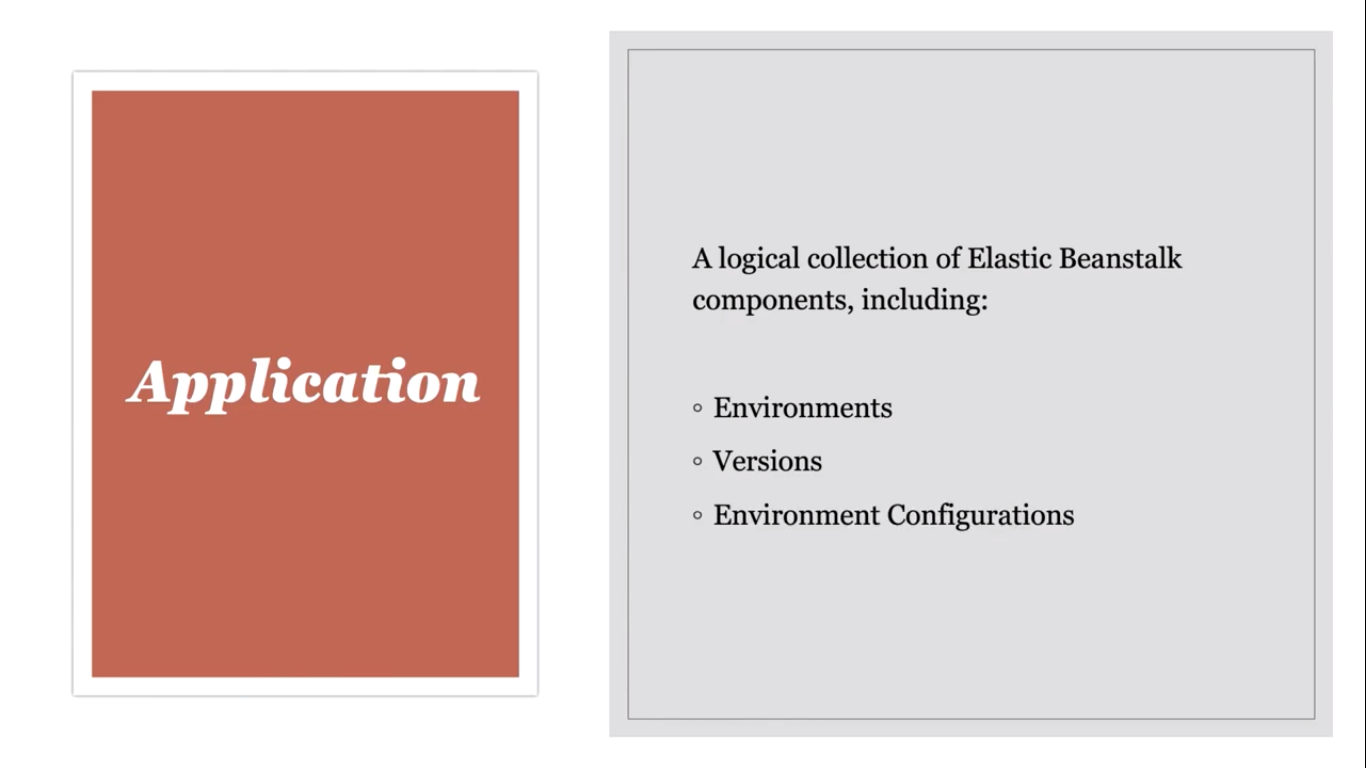 Application
A logical collection of Elastic Beanstalk
components, including:
◦ Environments
◦ Versions
◦ Environment Configurations